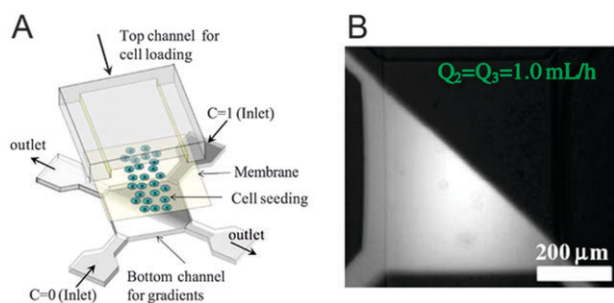 A
Top channel for
cell loading
C=1 (Inlet)
outlet
Membrane
Cell seeding
outlet
Bottom channel
for gradients
C=0 (Inlet)
B
Q₂=Q₃=1.0 mL/h
200 μm